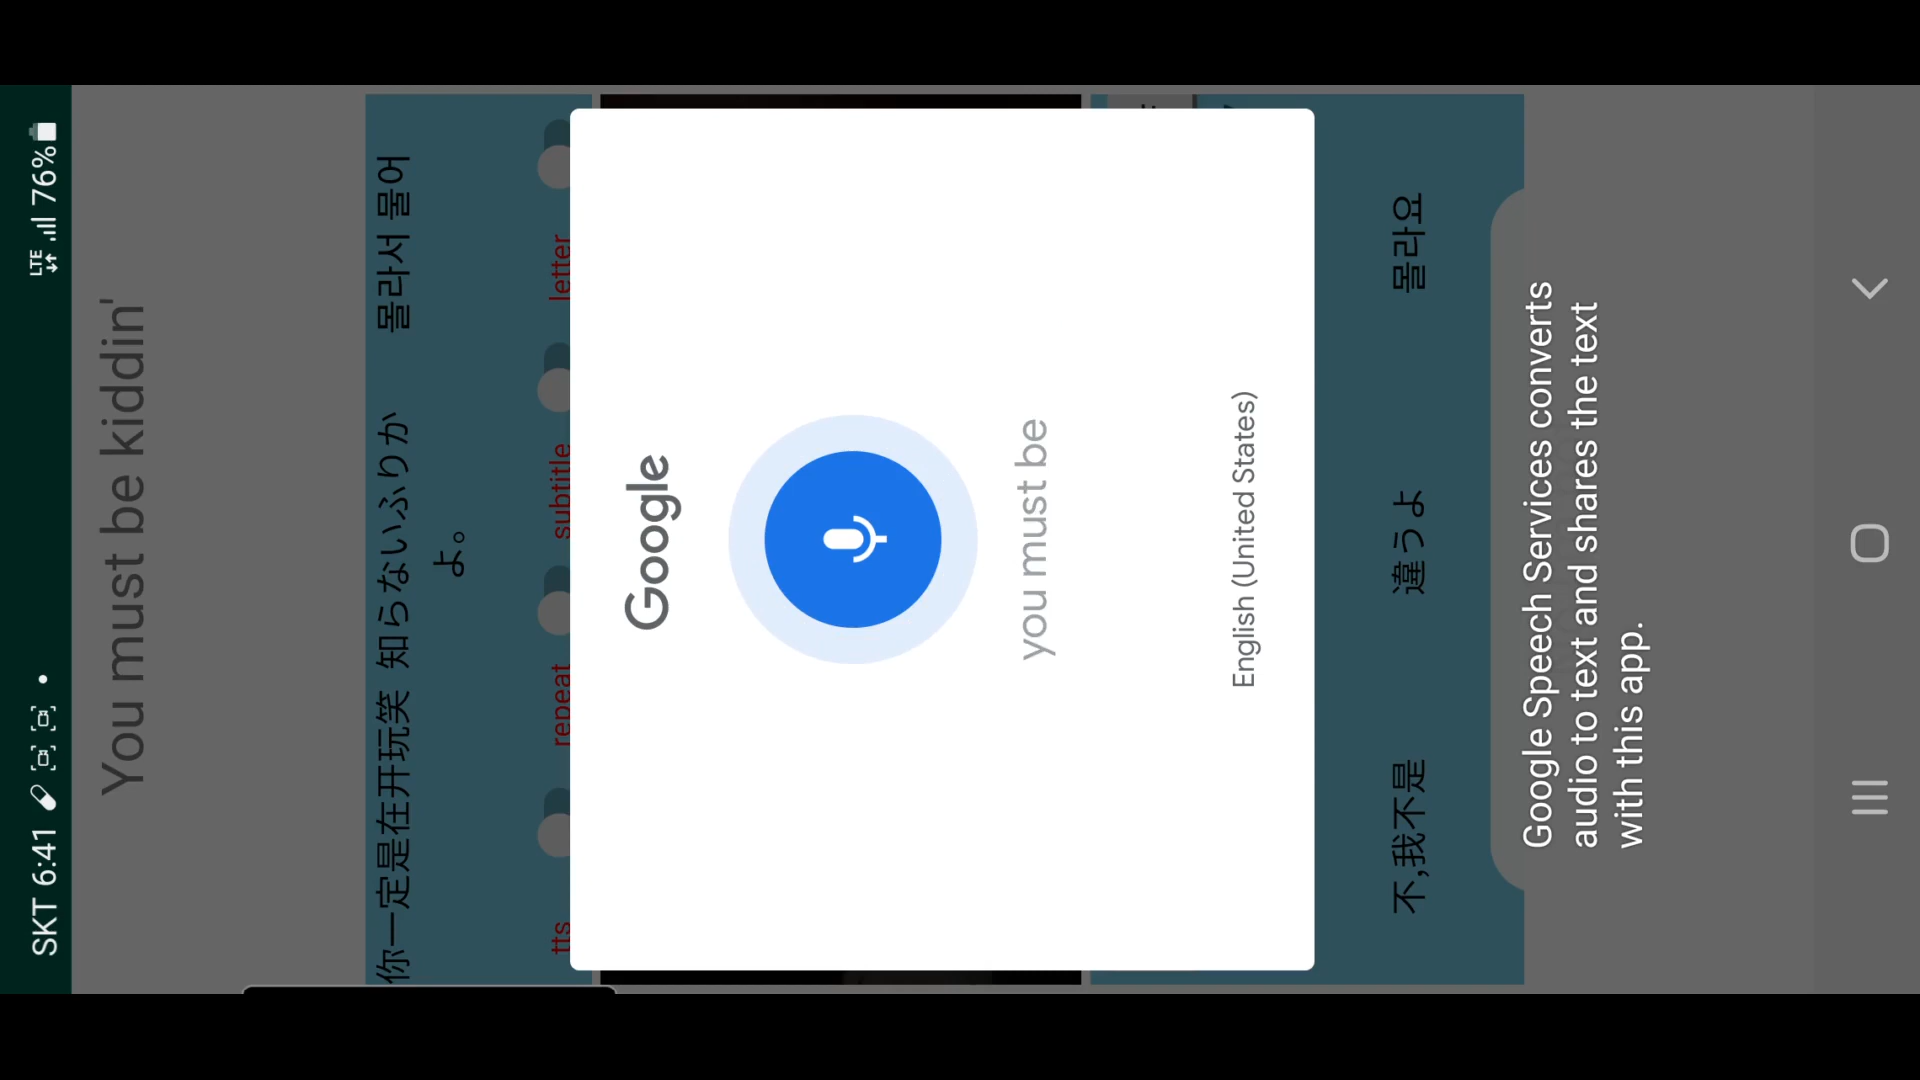 SKT 6:41
LTE
76%
You must be kiddin'
你一定是在开玩笑
知らないふりか
よ。
몰라서 물어
tts
repeat
subtitle
letter
Google
you must be
English (United States)
不,我不是
違うよ
몰라요
Google Speech Services converts
audio to text and shares the text
with this app.